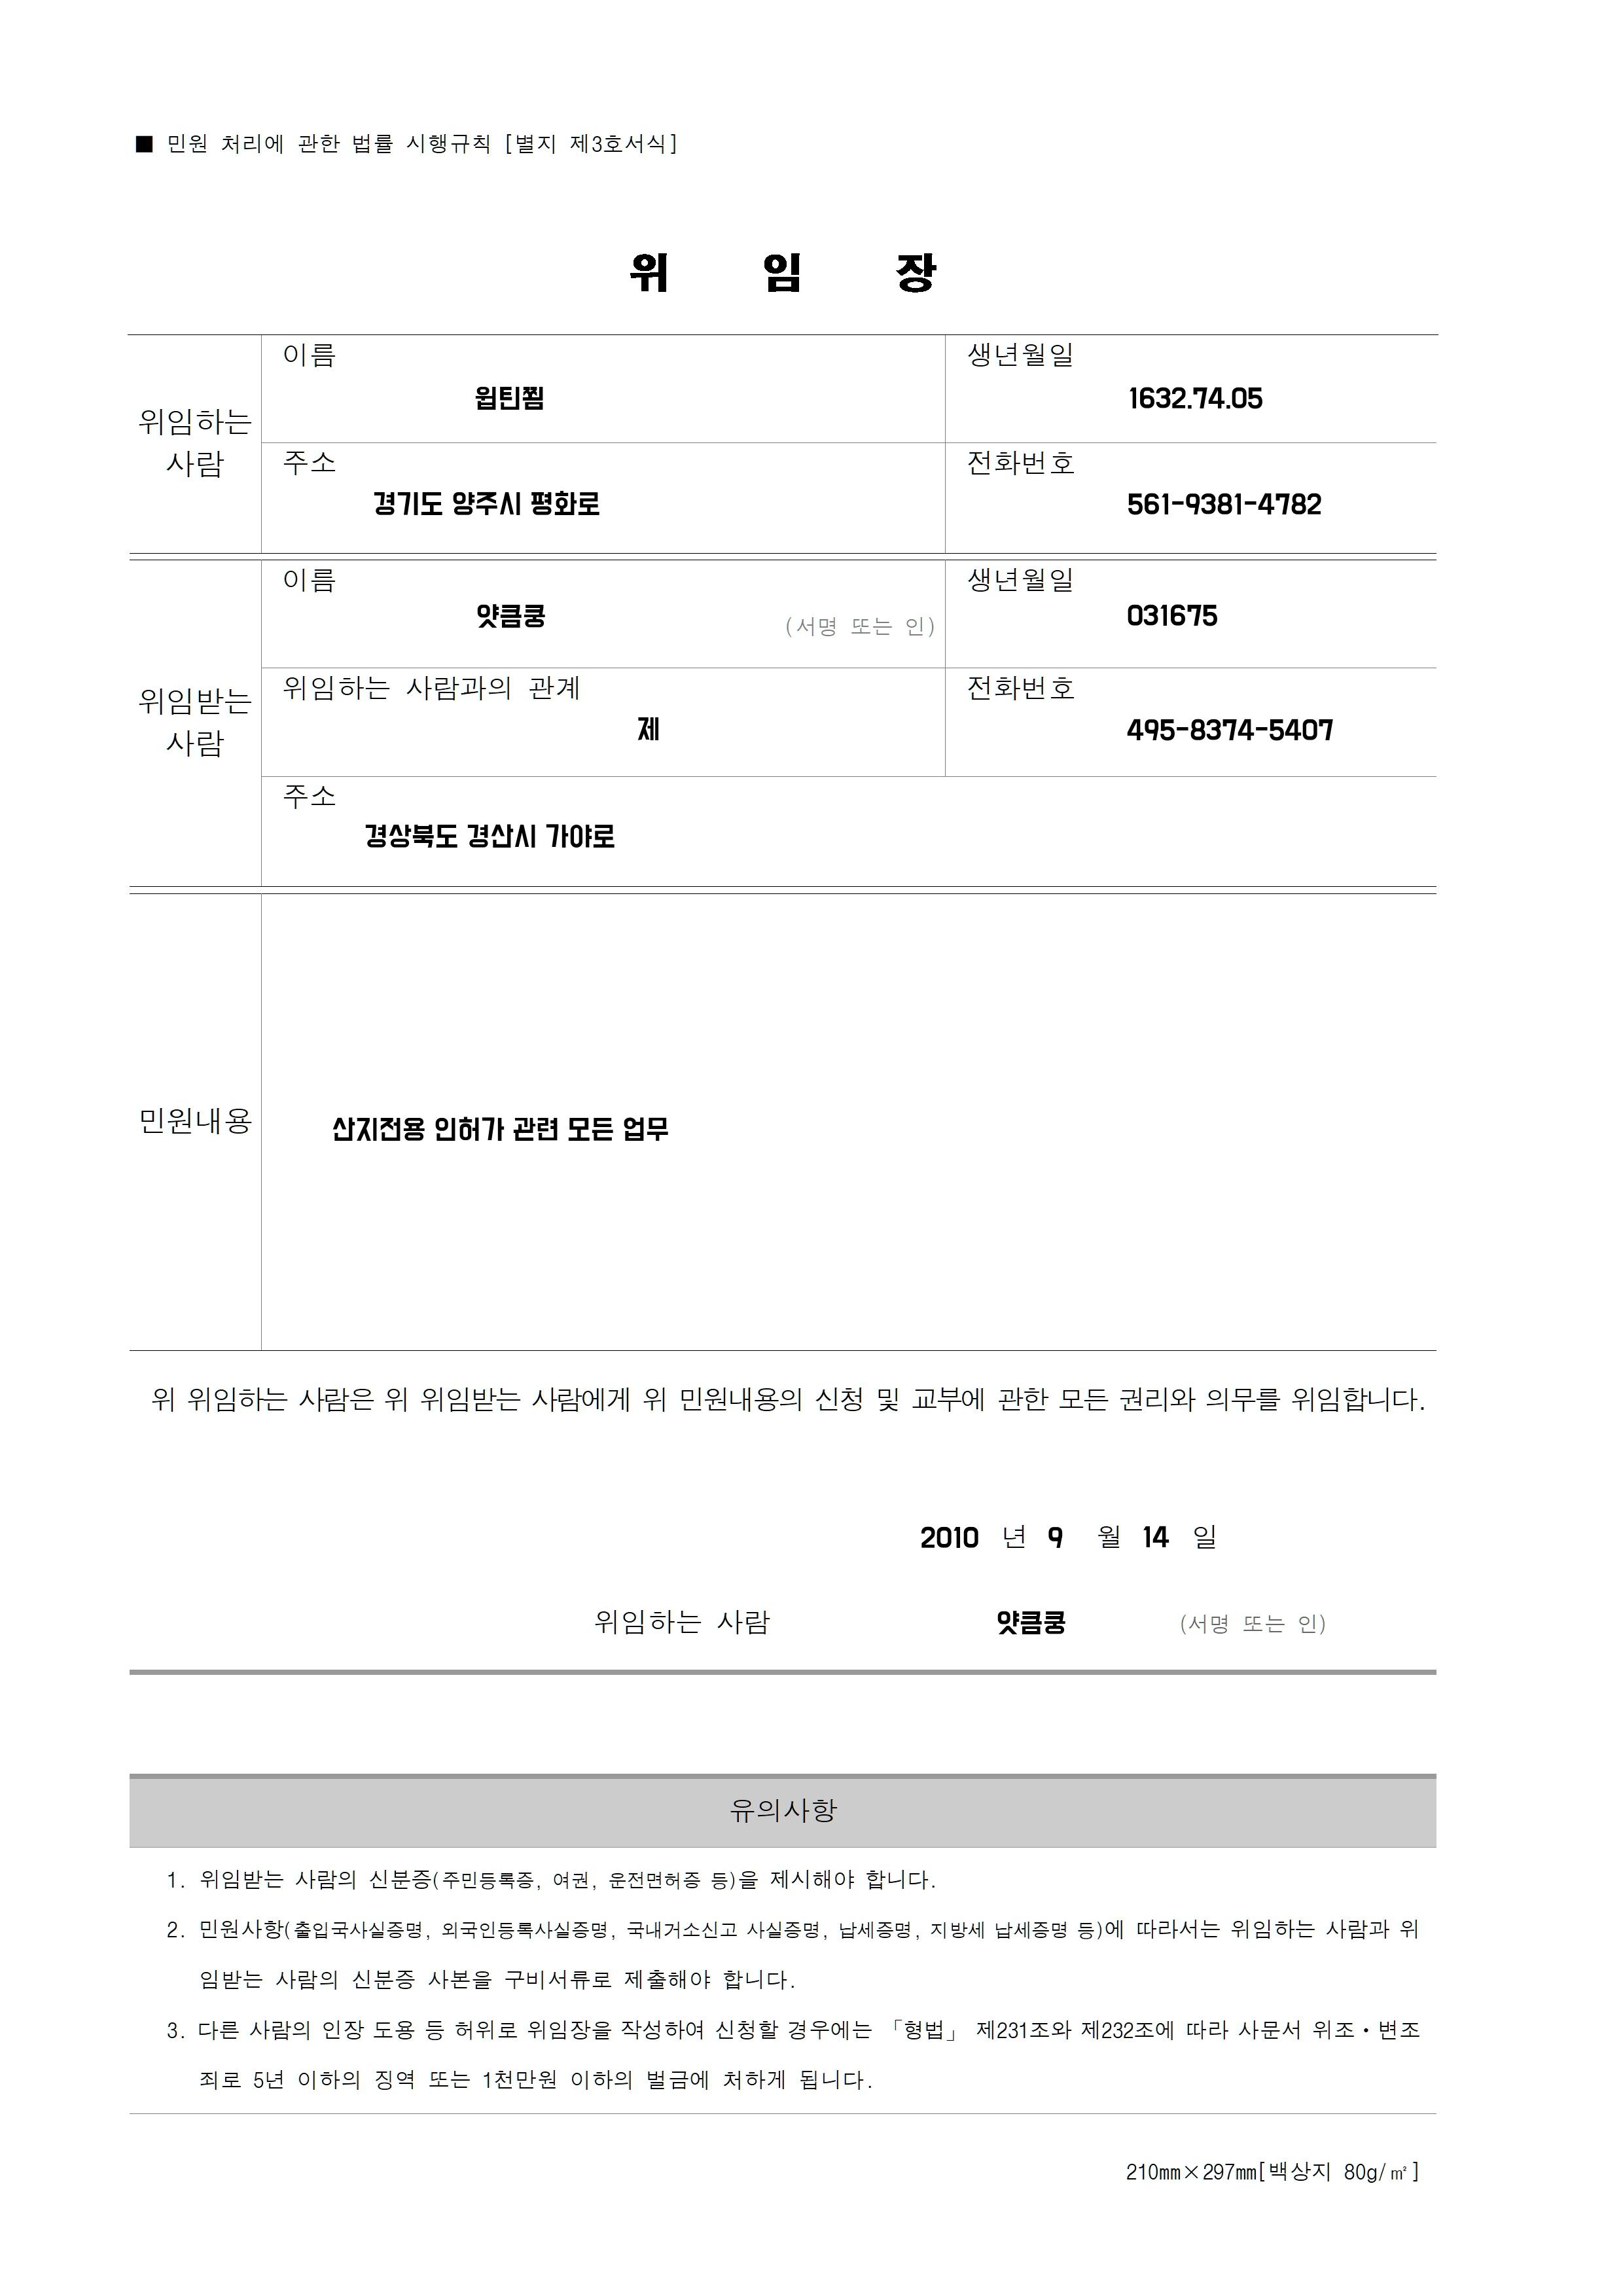 ■ 민원 처리에 관한 법률 시행규칙 [별지 제3호서식]
위 임 장
위임하는 사람
이름
윕틴찜
생년월일
1632.74.05
주소
경기도 양주시 평화로
전화번호
561-9381-4782
위임받는 사람
이름
얏큼쿵
(서명 또는 인)
생년월일
031675
위임하는 사람과의 관계
제
전화번호
495-8374-5407
주소
경상북도 경산시 가야로
민원내용
산지전용 인허가 관련 모든 업무
위 위임하는 사람은 위 위임받는 사람에게 위 민원내용의 신청 및 교부에 관한 모든 권리와 의무를 위임합니다.
2010 년 9 월 14 일
위임하는 사람 얏큼쿵 (서명 또는 인)
유의사항
1. 위임받는 사람의 신분증(주민등록증, 여권, 운전면허증 등)을 제시해야 합니다.
2. 민원사항(출입국사실증명, 외국인등록사실증명, 국내거소신고 사실증명, 납세증명, 지방세 납세증명 등)에 따라서는 위임하는 사람과 위
임받는 사람의 신분증 사본을 구비서류로 제출해야 합니다.
3. 다른 사람의 인장 도용 등 허위로 위임장을 작성하여 신청할 경우에는 「형법」 제231조와 제232조에 따라 사문서 위조·변조
죄로 5년 이하의 징역 또는 1천만원 이하의 벌금에 처하게 됩니다.
210㎜×297㎜[백상지 80g/㎡]